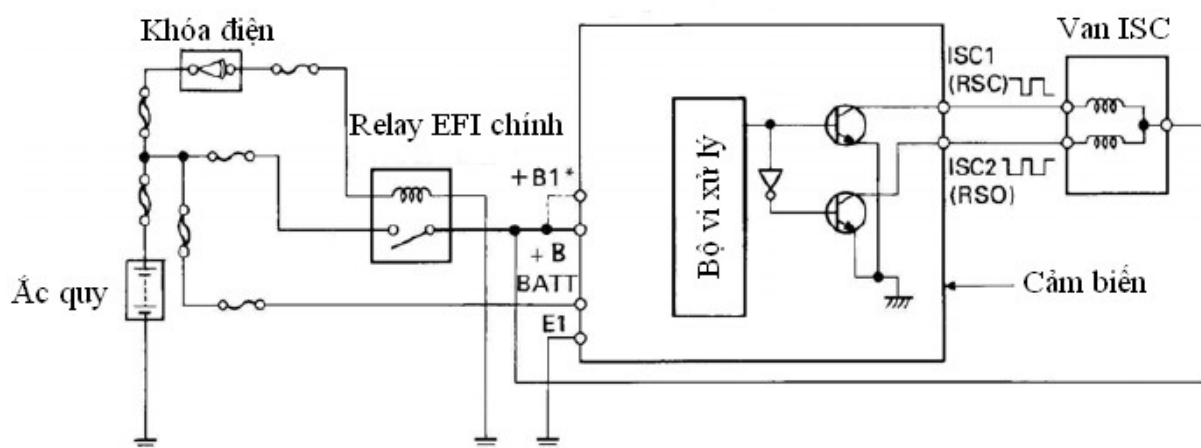 Khóa điện
Van ISC
ISC1
(RSC)
Relay EFI chính
+B1*
Bộ vi xử lý
ISC2
(RSO)
+B
BATT
Ắc quy
Cảm biến
E1